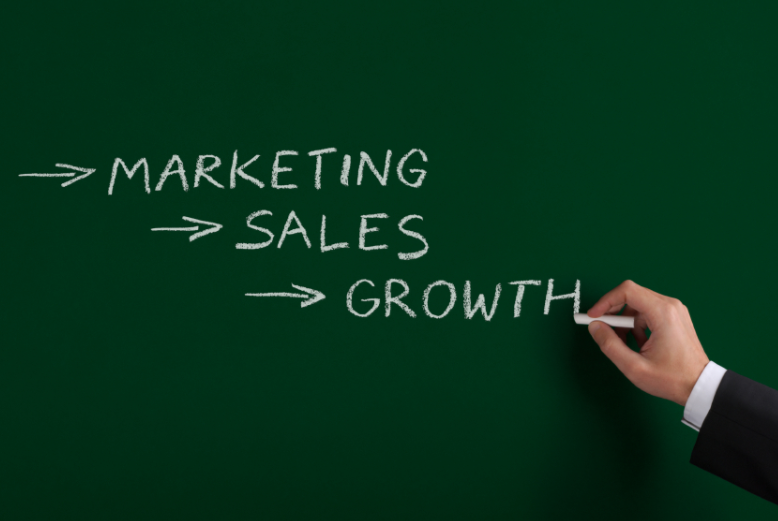 → MARKETING
→ SALES
→ GROWTH